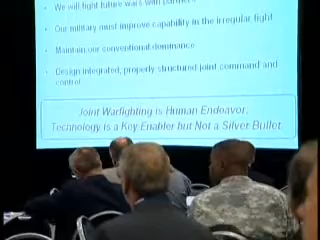 We will fight future wars with partners
Our military must improve capability in the irregular fight
Maintain our conventional dominance
Design integrated, properly structured joint command and
control
Joint Warfighting is Human Endeavor.
Technology is a Key Enabler but Not a Silver Bullet